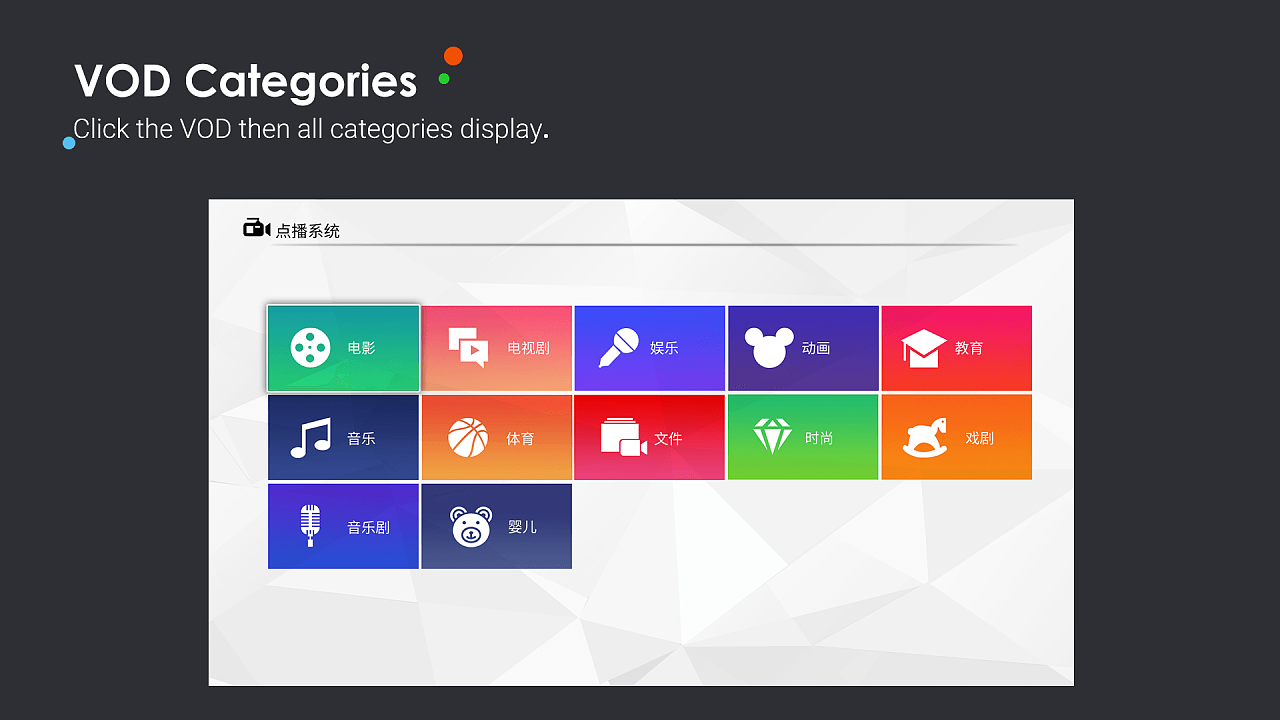 VOD Categories
Click the VOD then all categories display.
点播系统
电影
电视剧
娱乐
动画
教育
音乐
体育
文件
时尚
戏剧
音乐剧
婴儿